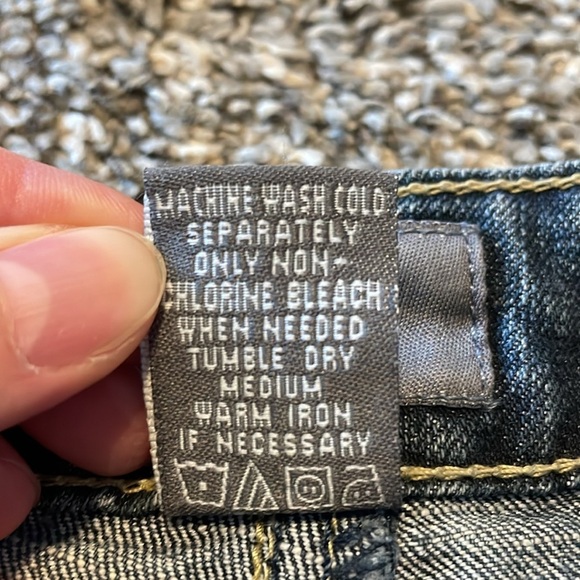 MACHINE WASH COLD
SEPARATELY
ONLY NON-
CHLORINE BLEACH
WHEN NEEDED
TUMBLE DRY
MEDIUM
WARM IRON
IF NECESSARY